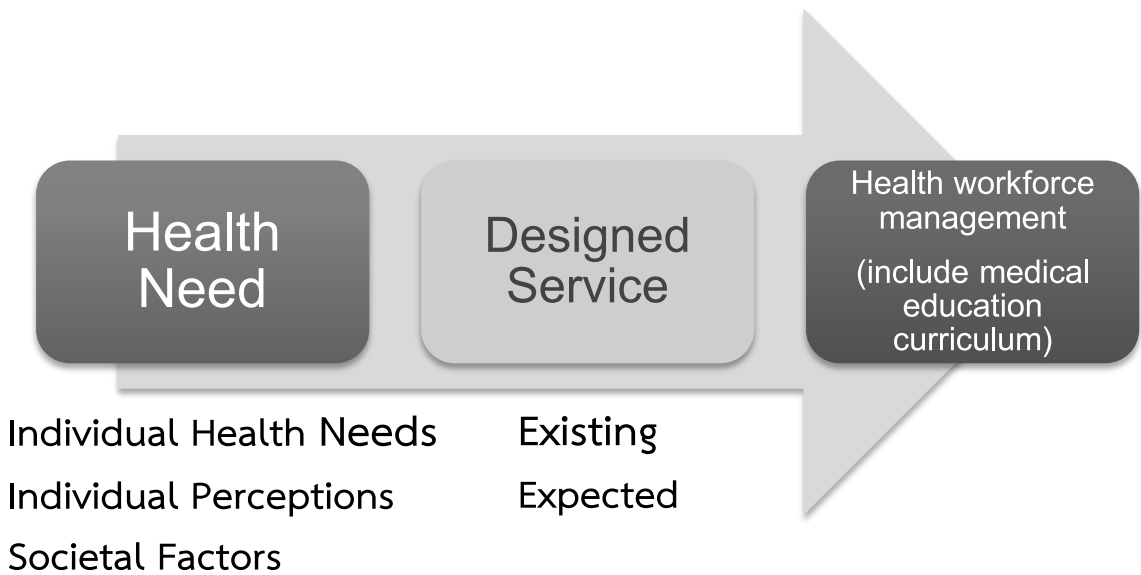 Health
Need
Designed
Service
Health workforce
management
(include medical
education
curriculum)
Individual Health Needs
Individual Perceptions
Societal Factors
Existing
Expected